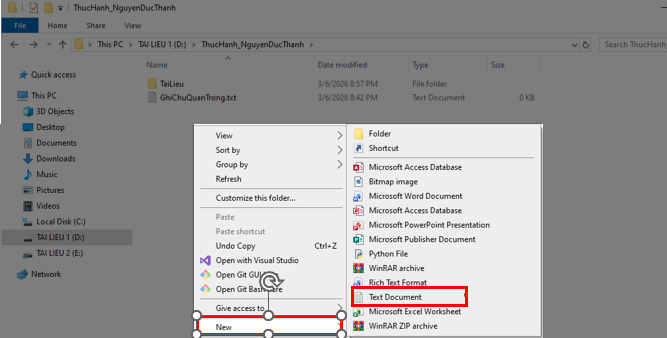 ThucHanh_NguyenDucThanh
File Home Share View
This PC > TAI LIEU 1 (D:) > ThucHanh_NguyenDucThanh >
Search ThucHanh_N
Name Date modified Type Size
Quick access
This PC
3D Objects
Desktop
Documents
Downloads
Music
Pictures
Videos
Local Disk (C:)
TAI LIEU 1 (D:)
TAI LIEU 2 (E:)
Network
TaiLieu 3/6/2026 8:57 PM File folder
GhiChuQuanTrong.txt 3/6/2026 8:42 PM Text Document 0 KB
View
Sort by
Group by
Refresh
Customize this folder...
Paste
Paste shortcut
Undo Copy Ctrl+Z
Open with Visual Studio
Open Git GUI
Open Git Bash
Give access to
New
Folder
Shortcut
Microsoft Access Database
Bitmap image
Microsoft Word Document
Microsoft Access Database
Microsoft PowerPoint Presentation
Microsoft Publisher Document
Python File
WinRAR archive
Rich Text Format
Text Document
Microsoft Excel Worksheet
WinRAR ZIP archive